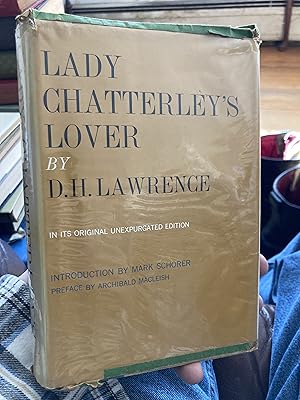 LADY
CHATTERLEY'S
LOVER
BY
D.H. LAWRENCE
IN ITS ORIGINAL UNEXPURGATED EDITION
INTRODUCTION BY MARK SCHORER
PREFACE BY ARCHIBALD MACLEISH